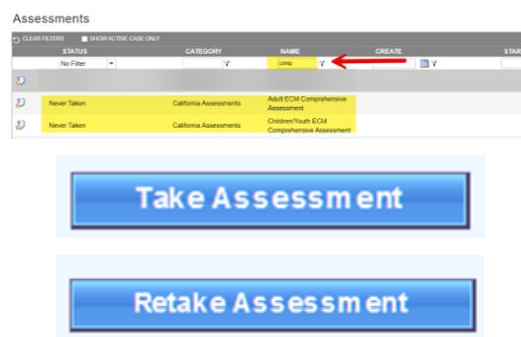 Assessments
CLEAR FILTERS SHOW ACTIVE CASE ONLY
STATUS CATEGORY NAME CREATE STAR
No Filter comp
Never Taken California Assessments Adult ECM Comprehensive
Assessment
Never Taken California Assessments Children/Youth ECM
Comprehensive Assessment
Take Assessment
Retake Assessment